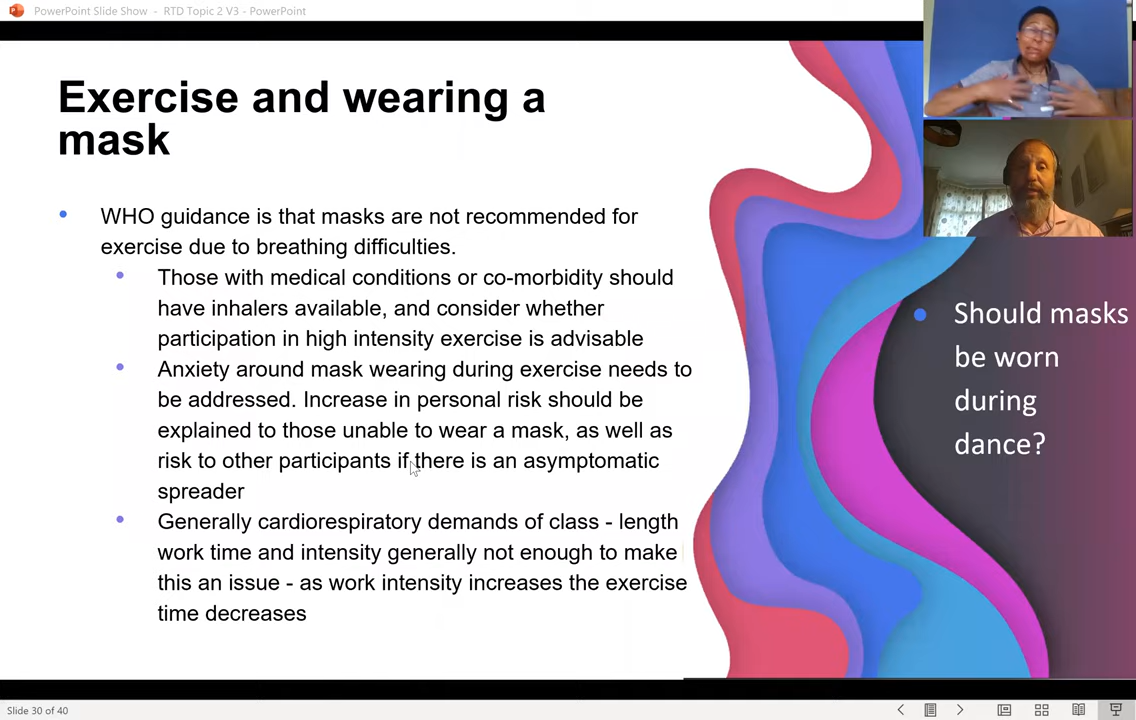 PowerPoint Slide Show - RTD Topic 2 V3 - PowerPoint
Exercise and wearing a
mask
WHO guidance is that masks are not recommended for
exercise due to breathing difficulties.
Those with medical conditions or co-morbidity should
have inhalers available, and consider whether
participation in high intensity exercise is advisable
Anxiety around mask wearing during exercise needs to
be addressed. Increase in personal risk should be
explained to those unable to wear a mask, as well as
risk to other participants if there is an asymptomatic
spreader
Generally cardiorespiratory demands of class - length
work time and intensity generally not enough to make
this an issue - as work intensity increases the exercise
time decreases
Should masks
be worn
during
dance?
Slide 30 of 40